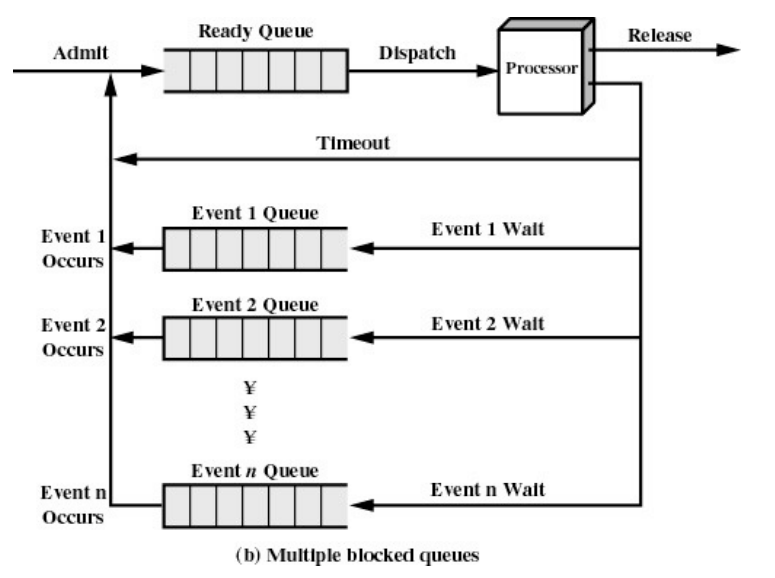 Ready Queue
Admit
Dispatch
Processor
Release
Timeout
Event 1 Queue
Event 1 Wait
Event 1
Occurs
Event 2 Queue
Event 2 Wait
Event 2
Occurs
¥
¥
¥
Event n Queue
Event n Wait
Event n
Occurs
(b) Multiple blocked queues